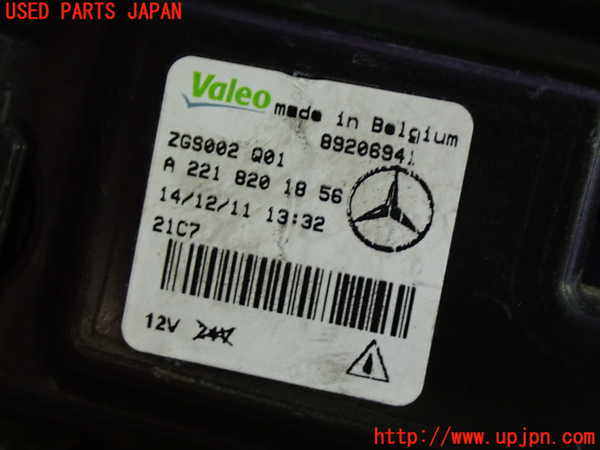 USED PARTS JAPAN
Valeo made in Belgium
89206941
ZGS002 Q01
A 221 820 18 56
14/12/11 13:32
21C7
12V 24V
UPJ - http://www.upjpn.com/